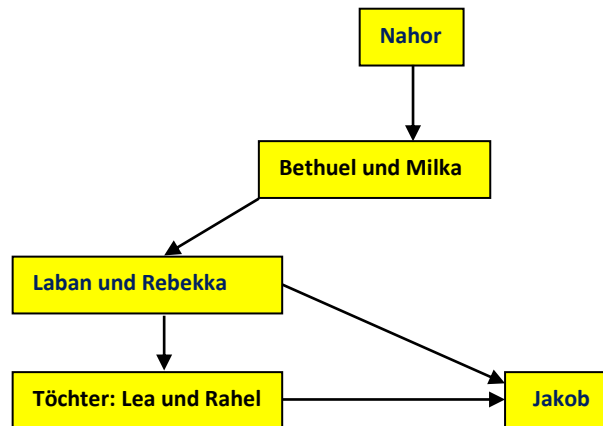 Nahor
Bethuel und Milka
Laban und Rebekka
Töchter: Lea und Rahel
Jakob